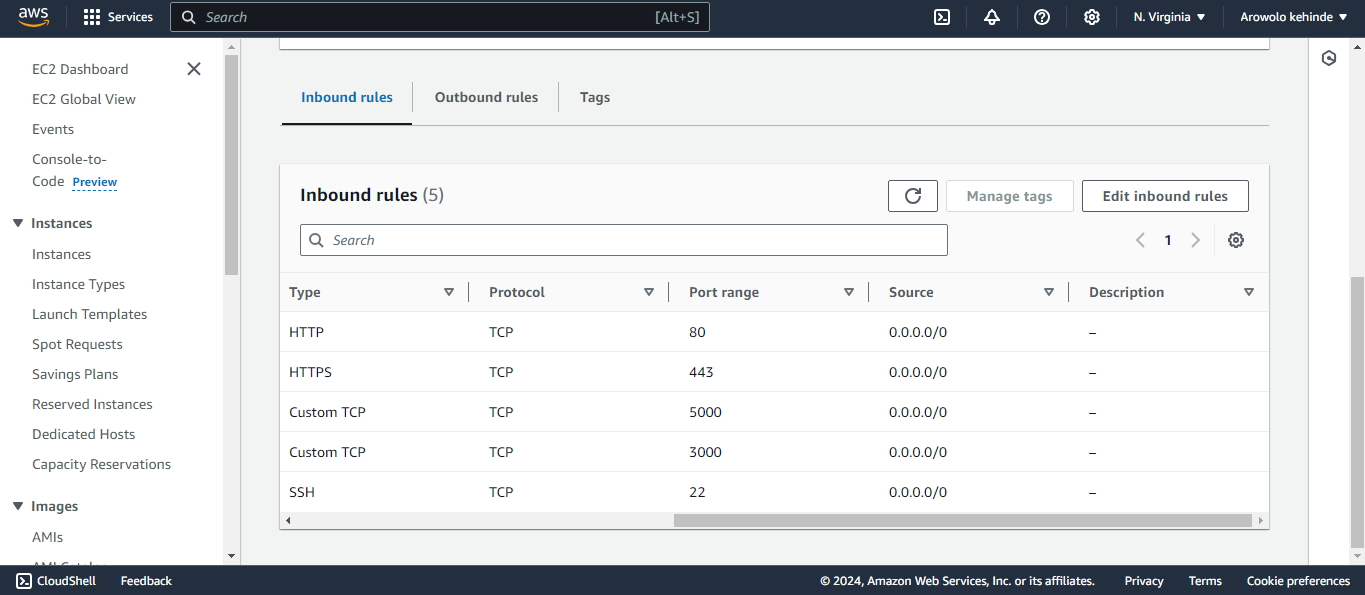 aws Services Search [Alt+S] N. Virginia Arowolo kehinde
EC2 Dashboard
EC2 Global View
Events
Console-to-
Code Preview
Instances
Instances
Instance Types
Launch Templates
Spot Requests
Savings Plans
Reserved Instances
Dedicated Hosts
Capacity Reservations
Images
AMIs
Inbound rules Outbound rules Tags
Inbound rules (5) Manage tags Edit inbound rules
Search 1
Type Protocol Port range Source Description
HTTP TCP 80 0.0.0.0/0 –
HTTPS TCP 443 0.0.0.0/0 –
Custom TCP TCP 5000 0.0.0.0/0 –
Custom TCP TCP 3000 0.0.0.0/0 –
SSH TCP 22 0.0.0.0/0 –
CloudShell Feedback © 2024, Amazon Web Services, Inc. or its affiliates. Privacy Terms Cookie preferences